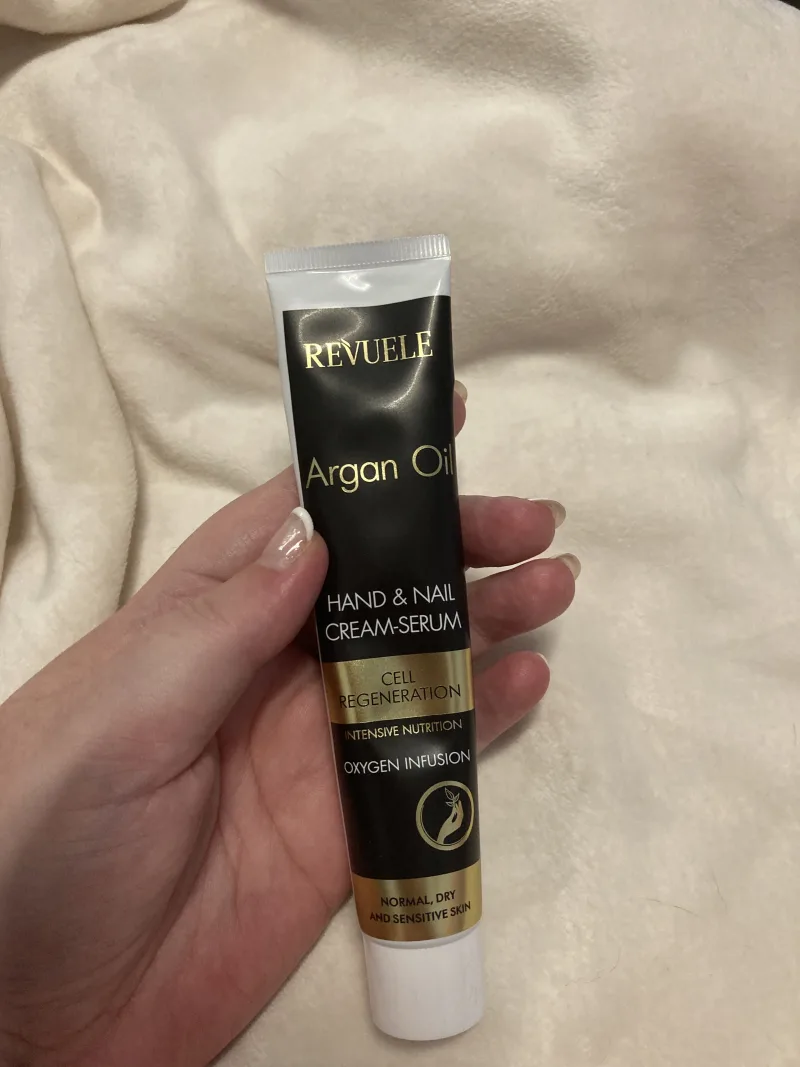 REVUELE
Argan Oil
HAND & NAIL
CREAM-SERUM
CELL
REGENERATION
INTENSIVE NUTRITION
OXYGEN INFUSION
NORMAL, DRY
AND SENSITIVE SKIN